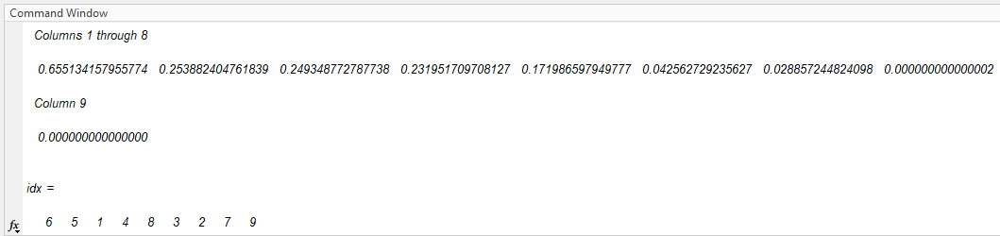 Command Window
Columns 1 through 8
0.655134157955774 0.253882404761839 0.249348772787738 0.231951709708127 0.171986597949777 0.042562729235627 0.028857244824098 0.000000000000002
Column 9
0.000000000000000
idx =
fx 6 5 1 4 8 3 2 7 9